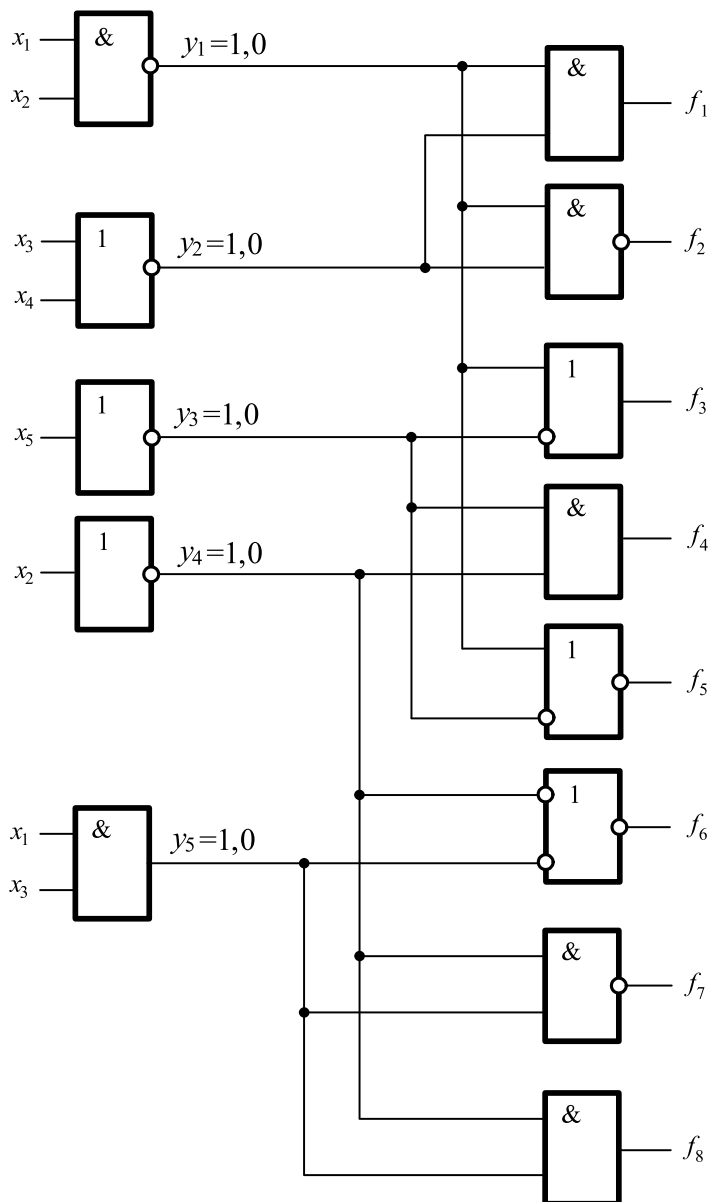 x1
x2
&
y1=1,0
&
f1
&
f2
x3
x4
1
y2=1,0
1
f3
x5
1
y3=1,0
&
f4
x2
1
y4=1,0
1
f5
1
f6
x1
x3
&
y5=1,0
&
f7
&
f8